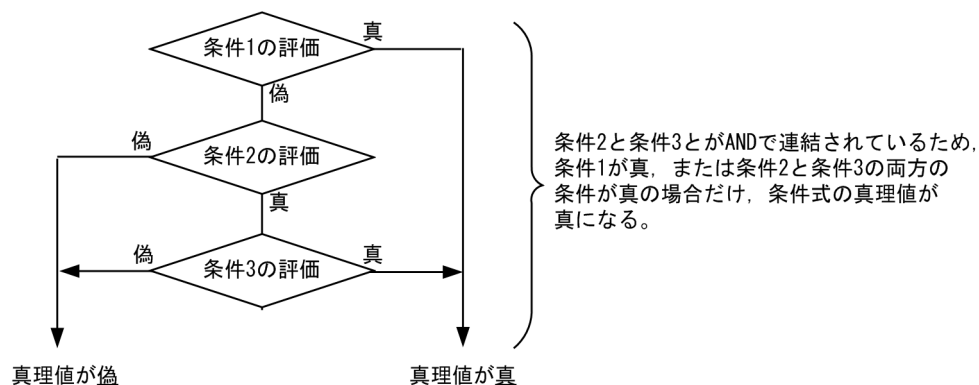 条件1の評価
真
偽
条件2の評価
偽
真
条件3の評価
偽
真
真理値が偽
真理値が真
条件2と条件3とがANDで連結されているため,
条件1が真,または条件2と条件3の両方の
条件が真の場合だけ,条件式の真理値が
真になる。